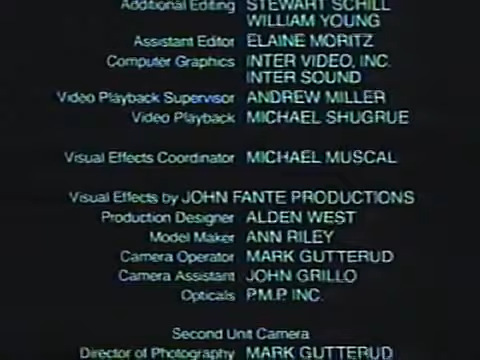 Additional Editing STEWART SCHILL
WILLIAM YOUNG
Assistant Editor ELAINE MORITZ
Computer Graphics INTER VIDEO, INC.
INTER SOUND
Video Playback Supervisor ANDREW MILLER
Video Playback MICHAEL SHUGRUE
Visual Effects Coordinator MICHAEL MUSCAL
Visual Effects by JOHN FANTE PRODUCTIONS
Production Designer ALDEN WEST
Model Maker ANN RILEY
Camera Operator MARK GUTTERUD
Camera Assistant JOHN GRILLO
Opticals P.M.P. INC.
Second Unit Camera
Director of Photography MARK GUTTERUD